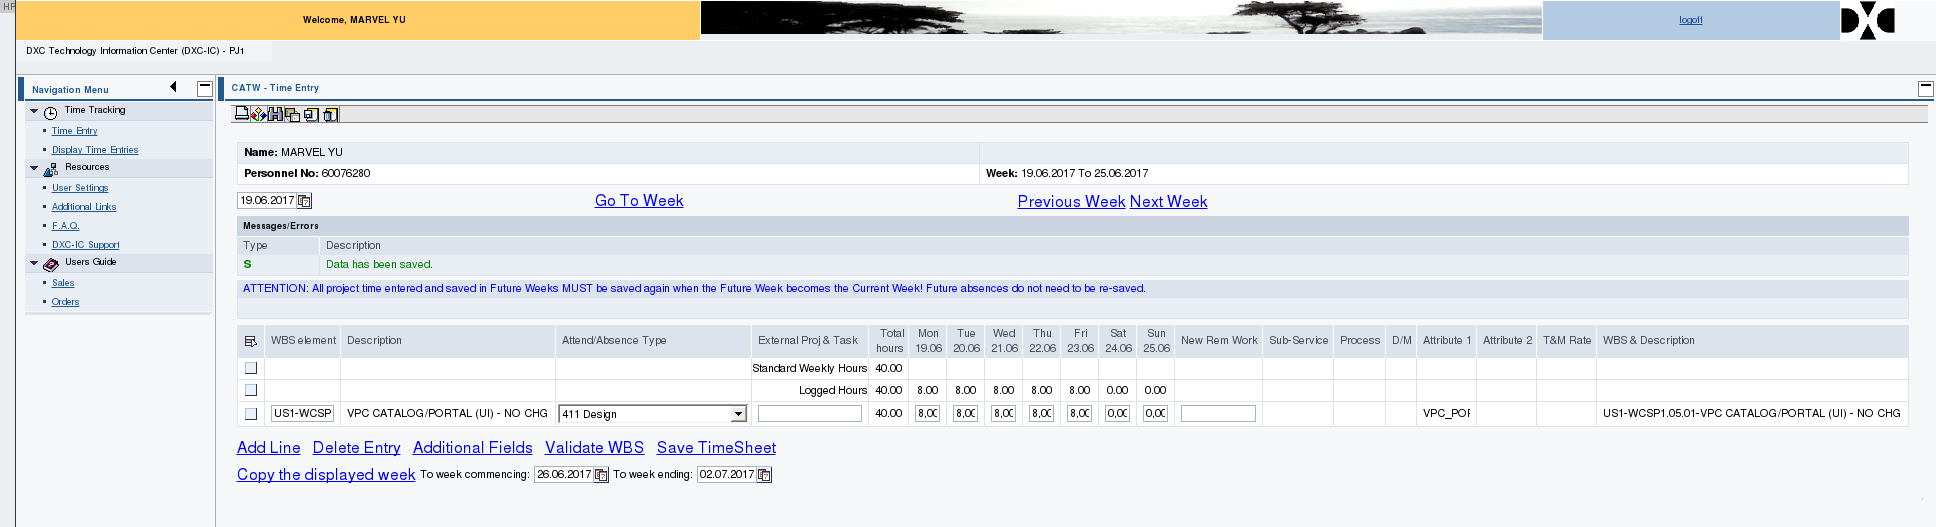 HP
Welcome, MARVEL YU
logoff
DXC Technology Information Center (DXC-IC) - PJ1
Navigation Menu
Time Tracking
Time Entry
Display Time Entries
Resources
User Settings
Additional Links
F.A.Q.
DXC-IC Support
Users Guide
Sales
Orders
CATW - Time Entry
Name: MARVEL YU
Personnel No: 60076280
Week: 19.06.2017 To 25.06.2017
19.06.2017 Go To Week Previous Week Next Week
Messages/Errors
Type Description
S Data has been saved.
ATTENTION: All project time entered and saved in Future Weeks MUST be saved again when the Future Week becomes the Current Week! Future absences do not need to be re-saved.
WBS element Description Attend/Absence Type External Proj & Task Total hours Mon 19.06 Tue 20.06 Wed 21.06 Thu 22.06 Fri 23.06 Sat 24.06 Sun 25.06 New Rem Work Sub-Service Process D/M Attribute 1 Attribute 2 T&M Rate WBS & Description
Standard Weekly Hours 40.00
Logged Hours 40.00 8.00 8.00 8.00 8.00 8.00 0.00 0.00
US1-WCSP VPC CATALOG/PORTAL (UI) - NO CHG 411 Design 40.00 8,00 8,00 8,00 8,00 8,00 0,00 0,00 VPC_POR US1-WCSP1.05.01-VPC CATALOG/PORTAL (UI) - NO CHG
Add Line Delete Entry Additional Fields Validate WBS Save TimeSheet
Copy the displayed week To week commencing: 26.06.2017 To week ending: 02.07.2017